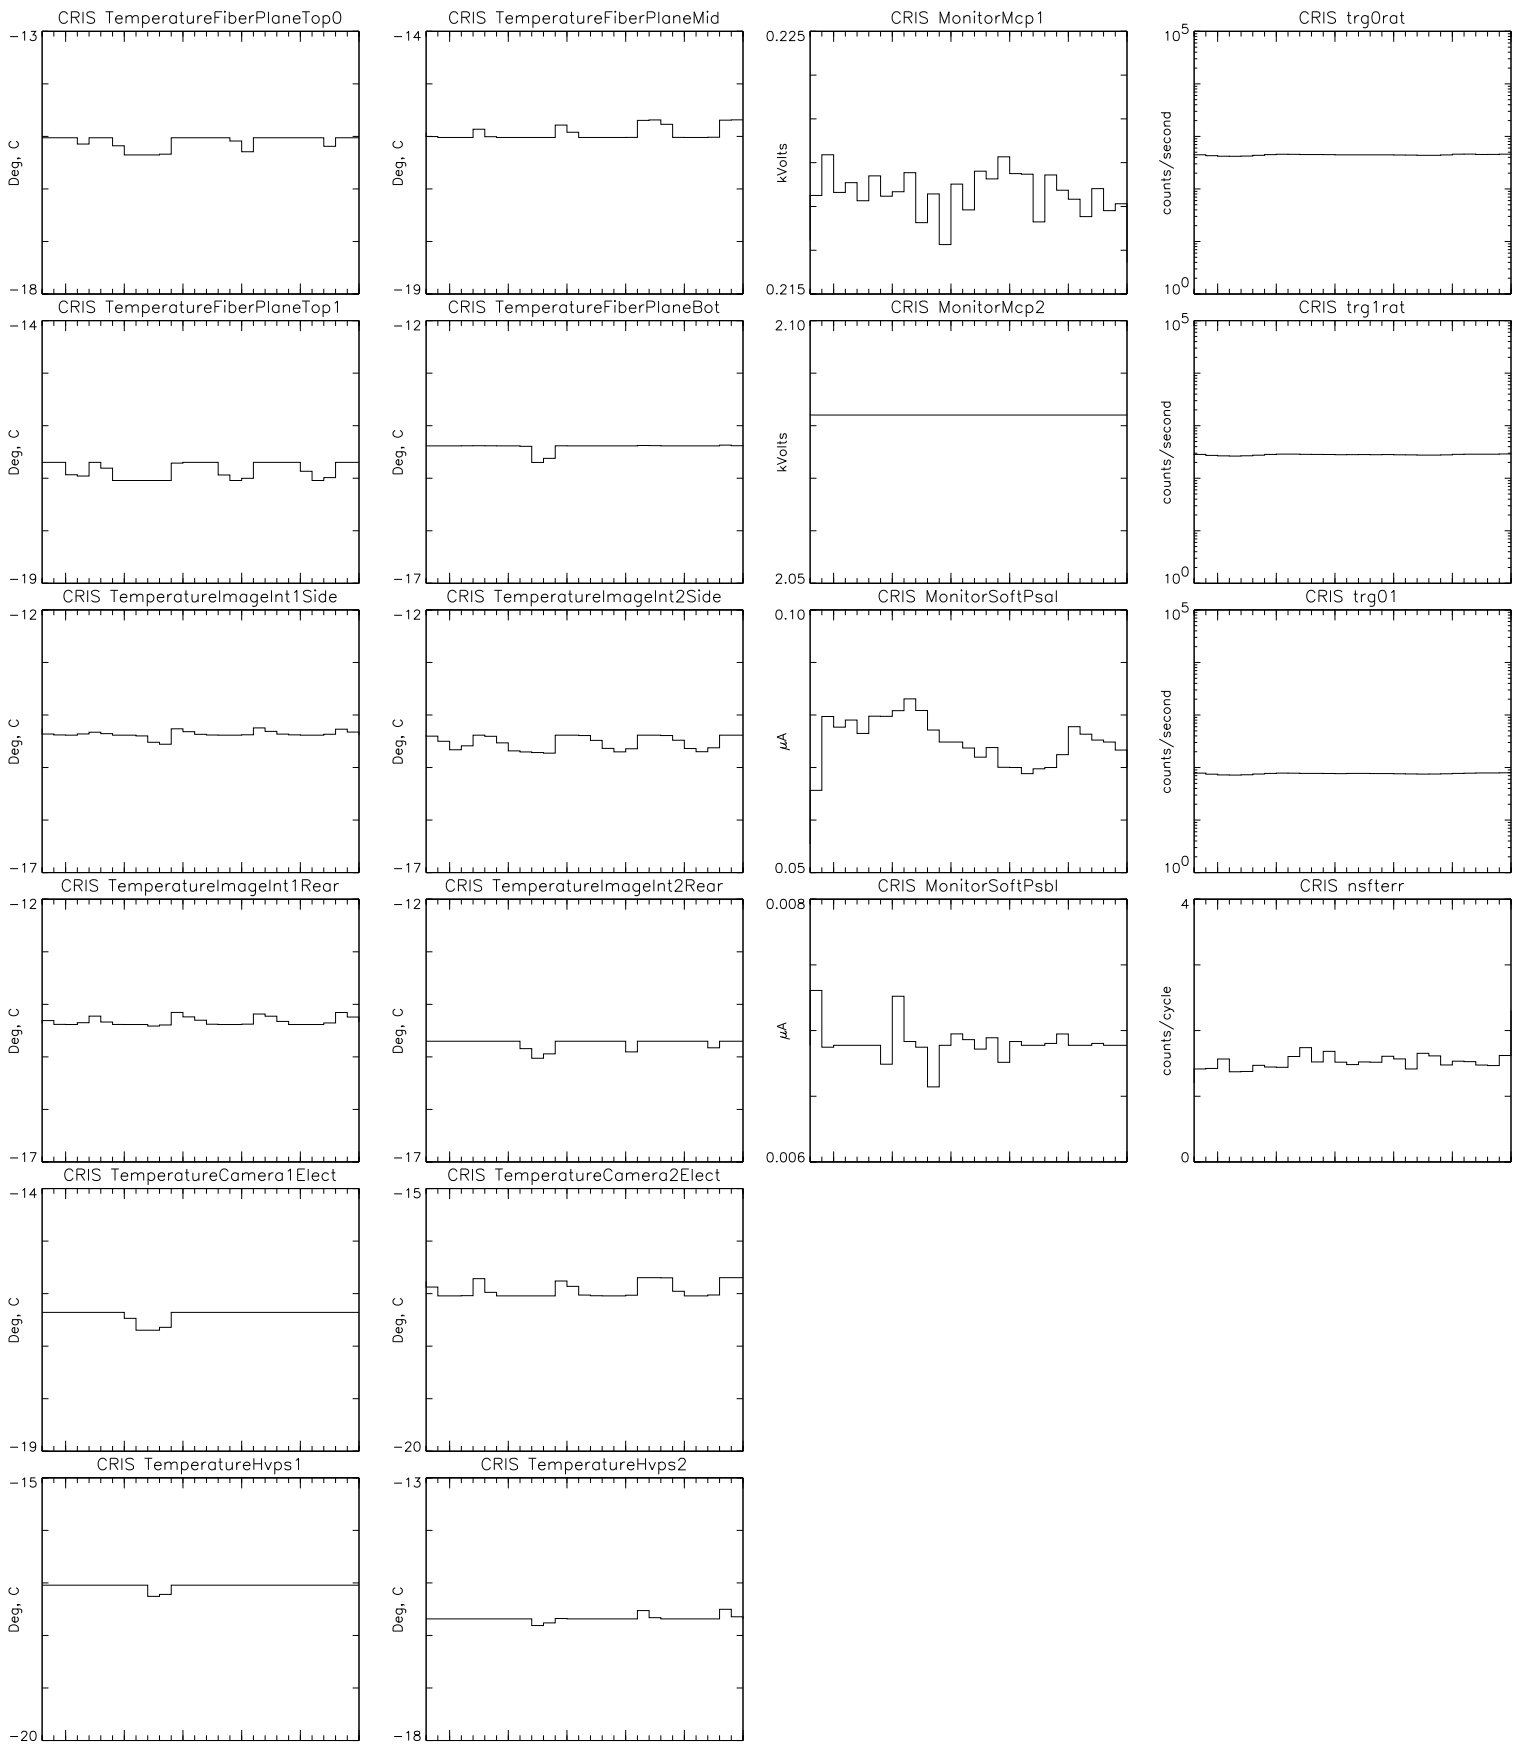 CRIS TemperatureFiberPlaneTop0
-13
Deg, C
-18
CRIS TemperatureFiberPlaneMid
-14
Deg, C
-19
CRIS MonitorMcp1
0.225
kVolts
0.215
CRIS trg0rat
10^5
counts/second
10^0
CRIS TemperatureFiberPlaneTop1
-14
Deg, C
-19
CRIS TemperatureFiberPlaneBot
-12
Deg, C
-17
CRIS MonitorMcp2
2.10
kVolts
2.05
CRIS trg1rat
10^5
counts/second
10^0
CRIS TemperatureImageInt1Side
-12
Deg, C
-17
CRIS TemperatureImageInt2Side
-12
Deg, C
-17
CRIS MonitorSoftPsaI
0.10
μA
0.05
CRIS trg01
10^5
counts/second
10^0
CRIS TemperatureImageInt1Rear
-12
Deg, C
-17
CRIS TemperatureImageInt2Rear
-12
Deg, C
-17
CRIS MonitorSoftPsbI
0.008
μA
0.006
CRIS nsfterr
4
counts/cycle
0
CRIS TemperatureCamera1Elect
-14
Deg, C
-19
CRIS TemperatureCamera2Elect
-15
Deg, C
-20
CRIS TemperatureHvps1
-15
Deg, C
-20
CRIS TemperatureHvps2
-13
Deg, C
-18